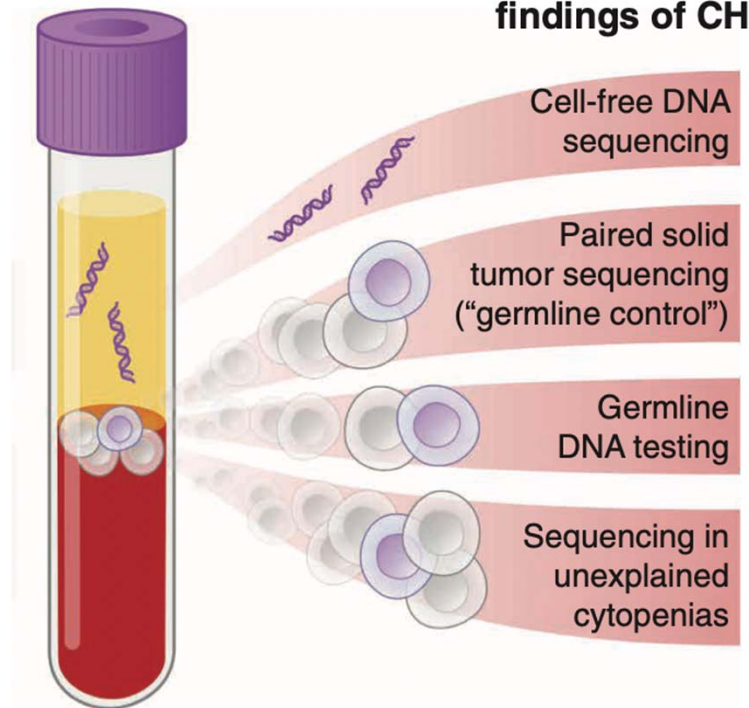 findings of CH
Cell-free DNA
sequencing
Paired solid
tumor sequencing
(“germline control”)
Germline
DNA testing
Sequencing in
unexplained
cytopenias